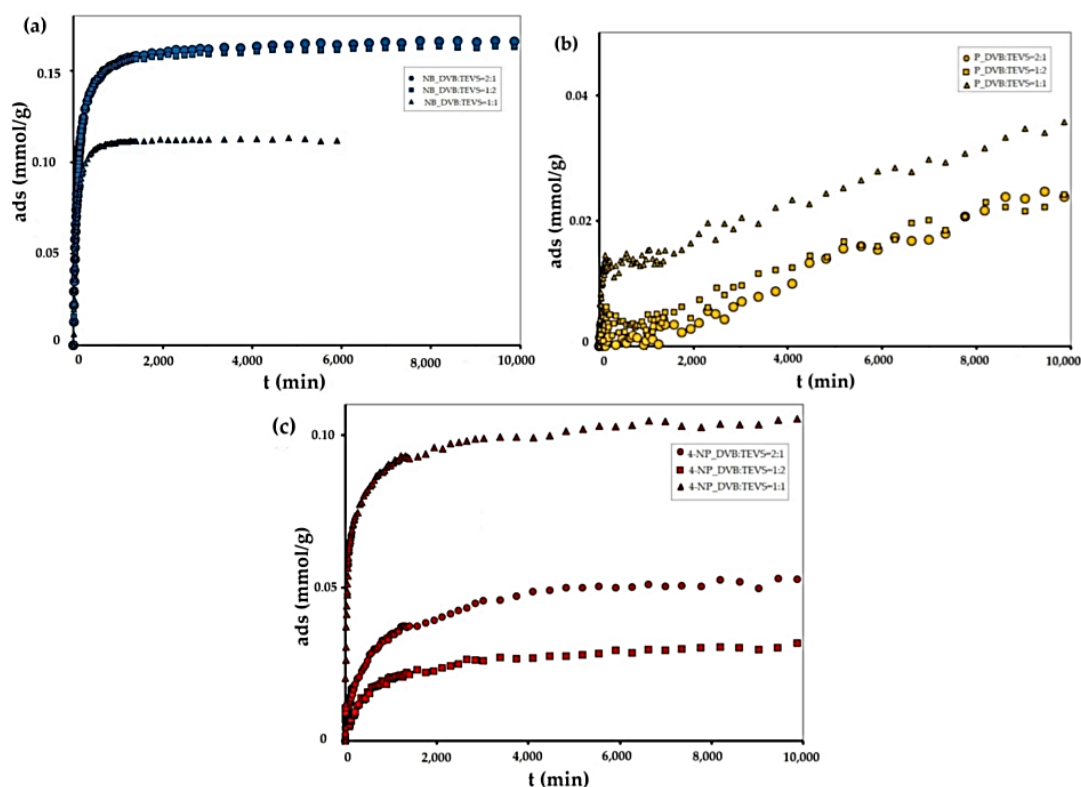 (a)
ads (mmol/g)
0.15
0.10
0.05
0
NB_DVB:TEVS=2:1
NB_DVB:TEVS=1:2
NB_DVB:TEVS=1:1
2,000
4,000
6,000
8,000
10,000
t (min)
(b)
ads (mmol/g)
0.04
0.02
0
P_DVB:TEVS=2:1
P_DVB:TEVS=1:2
P_DVB:TEVS=1:1
0
2,000
4,000
6,000
8,000
10,000
t (min)
(c)
ads (mmol/g)
0.10
0.05
0
4-NP_DVB:TEVS=2:1
4-NP_DVB:TEVS=1:2
4-NP_DVB:TEVS=1:1
0
2,000
4,000
6,000
8,000
10,000
t (min)